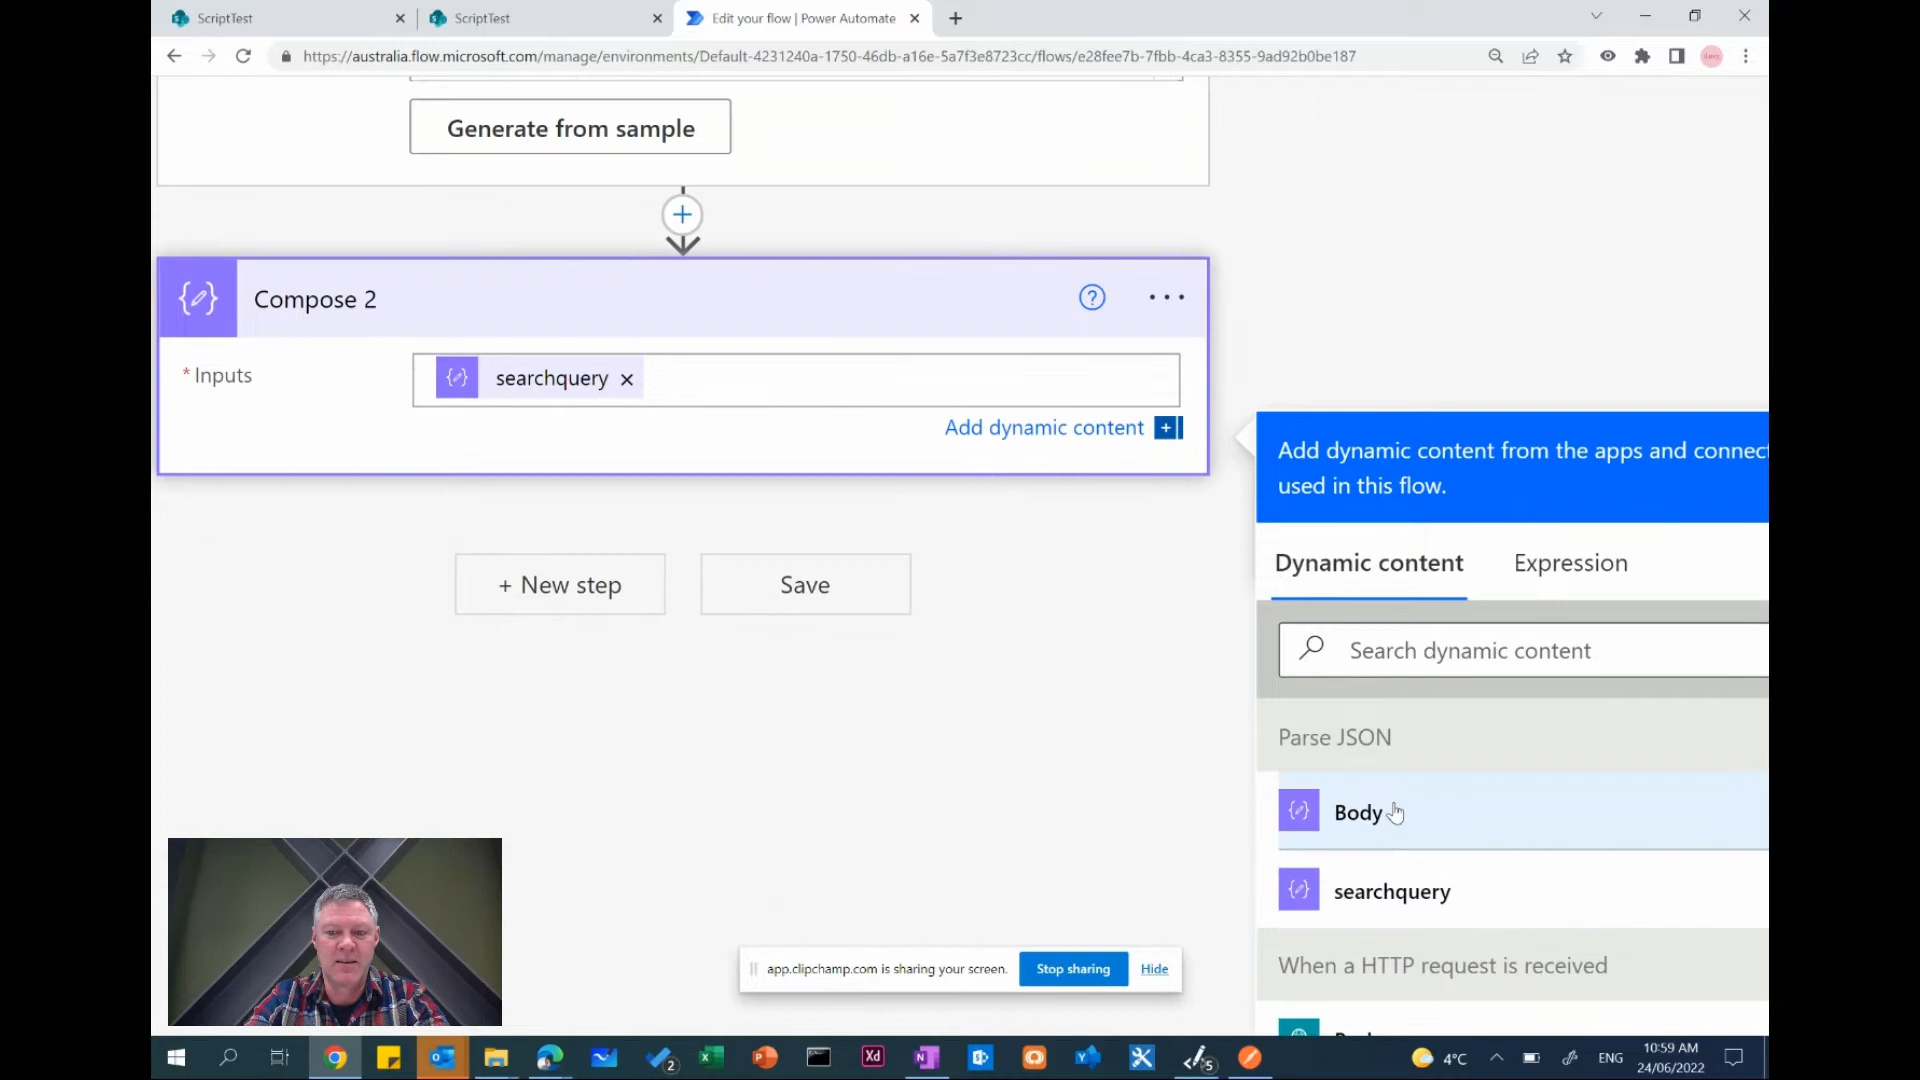 ScriptTest
ScriptTest
Edit your flow | Power Automate
https://australia.flow.microsoft.com/manage/environments/Default-4231240a-1750-46db-a16e-5a7f3e8723cc/flows/e28fee7b-7fbb-4ca3-8355-9ad92b0be187
Generate from sample
Compose 2
?
* Inputs
searchquery
Add dynamic content
Add dynamic content from the apps and connect
used in this flow.
+ New step
Save
Dynamic content
Expression
Search dynamic content
Parse JSON
Body
searchquery
When a HTTP request is received
app.clipchamp.com is sharing your screen.
Stop sharing
Hide
2
Xd
5
4°C
ENG
10:59 AM
24/06/2022